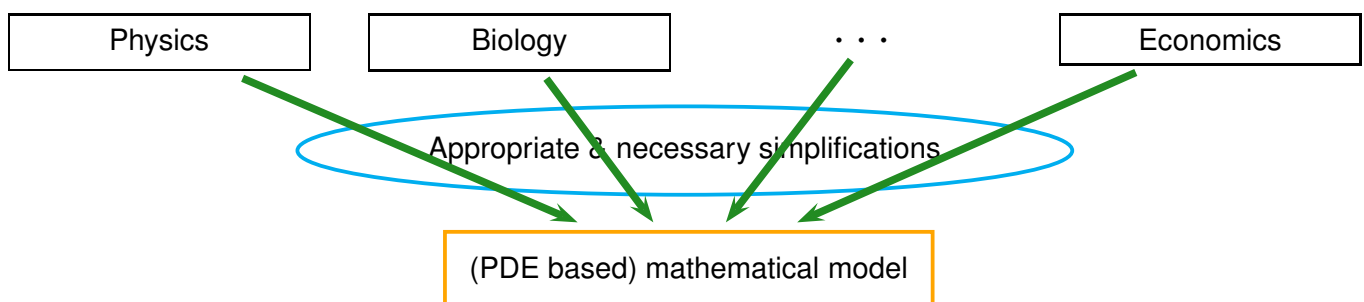 Physics
Biology
· · ·
Economics
Appropriate & necessary simplifications
(PDE based) mathematical model